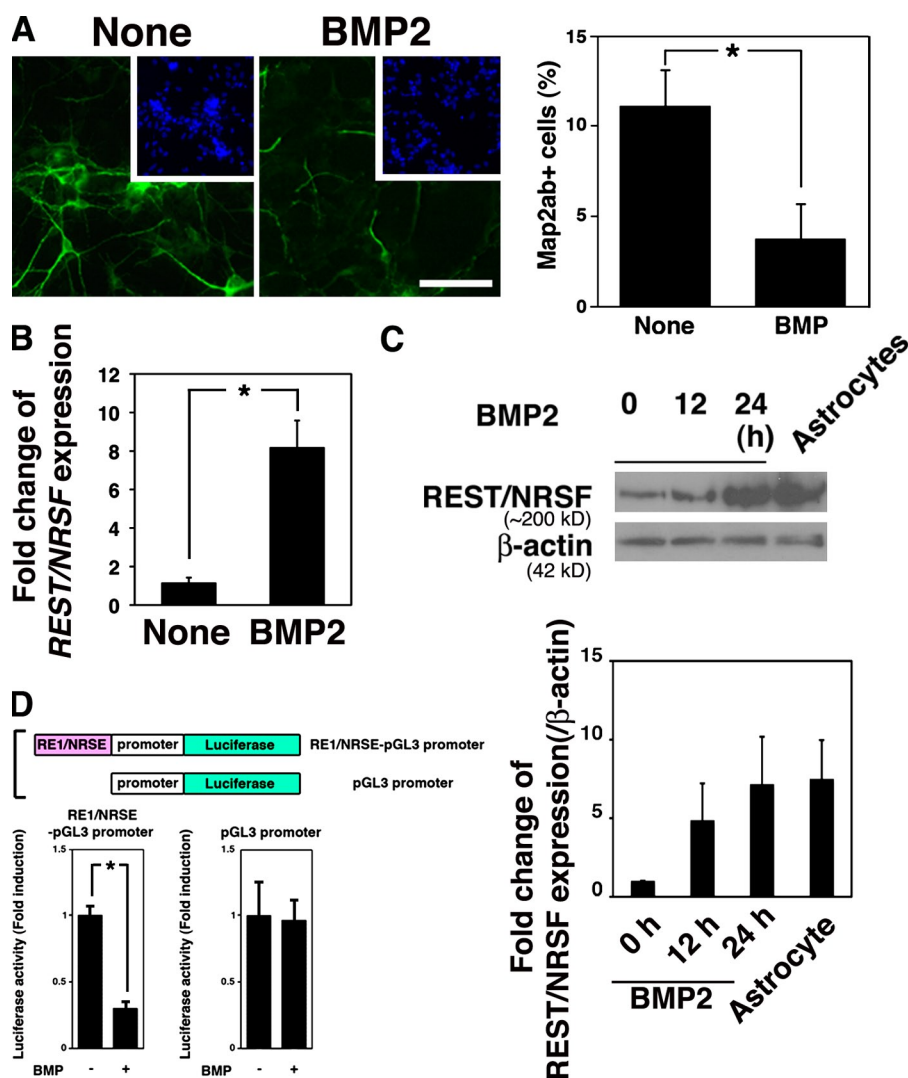 A
None
BMP2
15
10
5
0
Map2ab+ cells (%)
*
None
BMP
B
Fold change of
REST/NRSF expression
12
10
8
6
4
2
0
*
None
BMP2
C
BMP2
0
12
24
(h)
Astrocytes
REST/NRSF
(~200 kD)
β-actin
(42 kD)
Fold change of
REST/NRSF expression(/β-actin)
15
10
5
0
0 h
12 h
24 h
Astrocyte
BMP2
D
RE1/NRSE
promoter
Luciferase
RE1/NRSE-pGL3 promoter
promoter
Luciferase
pGL3 promoter
RE1/NRSE
-pGL3 promoter
Luciferase activity (Fold induction)
1.5
1
0.5
0
*
BMP
-
+
pGL3 promoter
Luciferase activity (Fold induction)
1.5
1
0.5
0
BMP
-
+